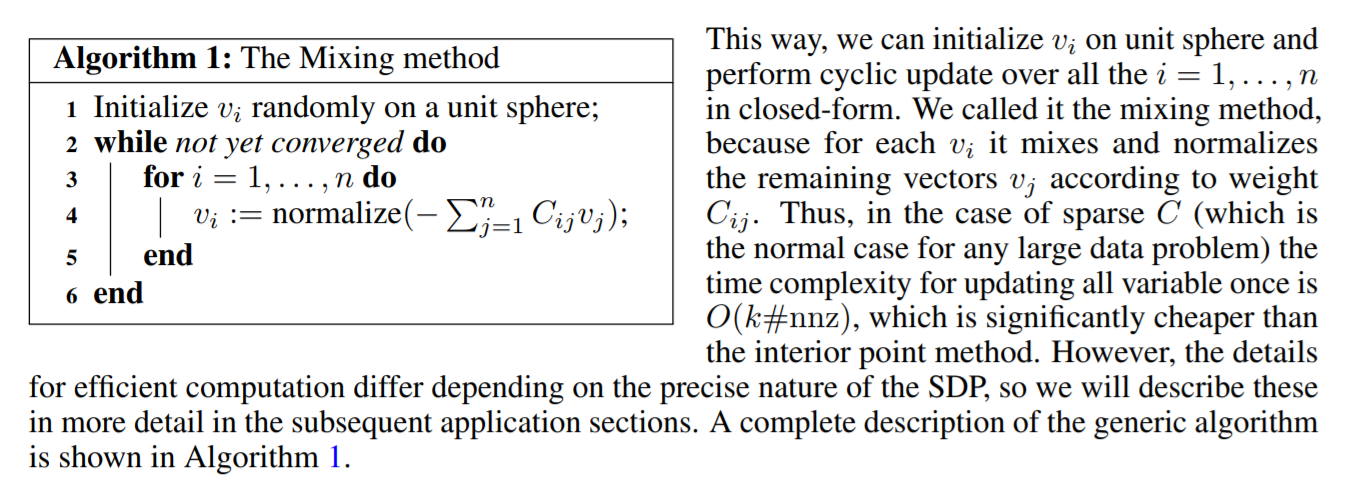 Algorithm 1: The Mixing method
1 Initialize v_i randomly on a unit sphere;
2 while not yet converged do
3 for i = 1, . . . , n do
4 v_i := normalize(− ∑_{j=1}^{n} C_{ij}v_j);
5 end
6 end
This way, we can initialize v_i on unit sphere and
perform cyclic update over all the i = 1, . . . , n
in closed-form. We called it the mixing method,
because for each v_i it mixes and normalizes
the remaining vectors v_j according to weight
C_{ij}. Thus, in the case of sparse C (which is
the normal case for any large data problem) the
time complexity for updating all variable once is
O(k#nnz), which is significantly cheaper than
the interior point method. However, the details
for efficient computation differ depending on the precise nature of the SDP, so we will describe these
in more detail in the subsequent application sections. A complete description of the generic algorithm
is shown in Algorithm 1.